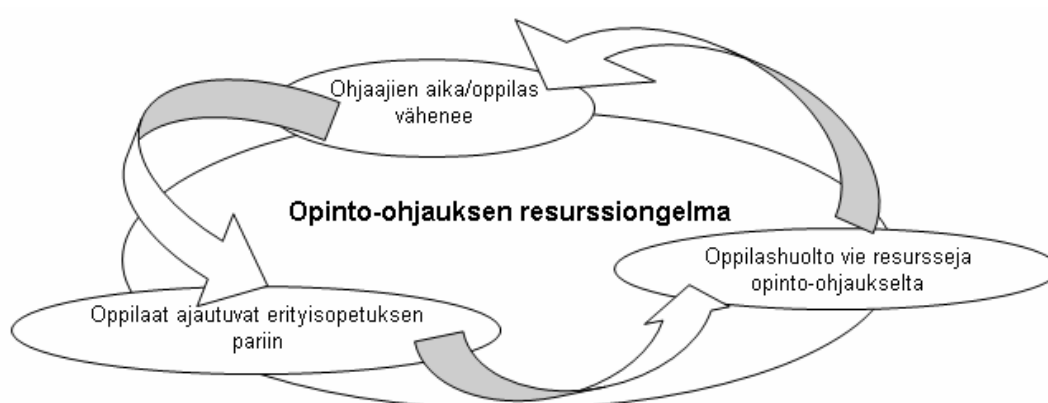 Ohjaajien aika/oppilas
vähenee
Opinto-ohjauksen resurssiongelma
Oppilashuolto vie resursseja
opinto-ohjaukselta
Oppilaat ajautuvat erityisopetuksen
pariin